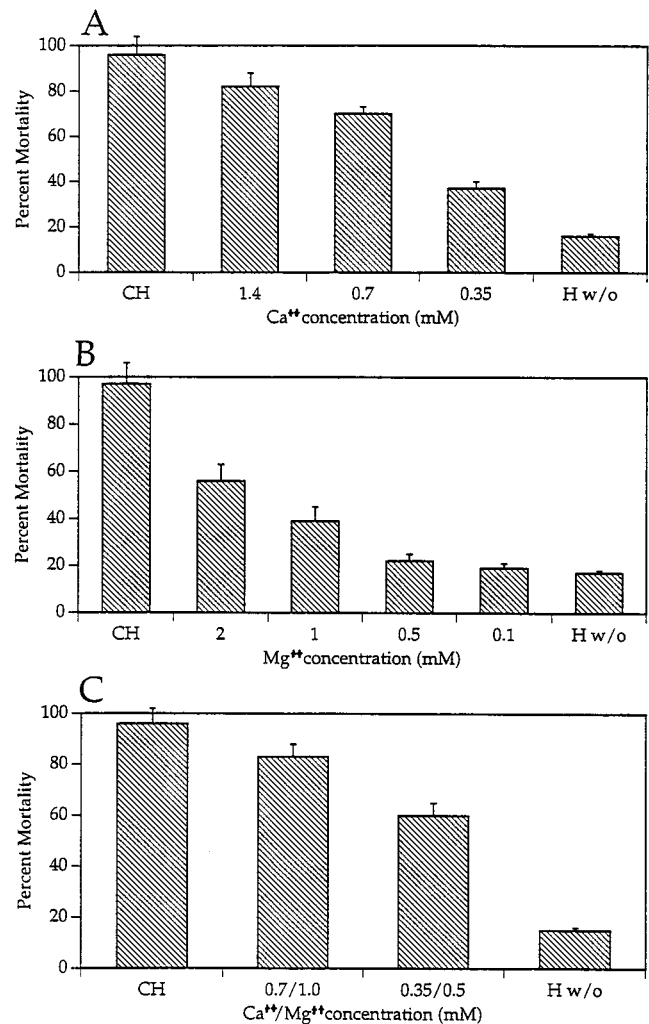 A
Percent Mortality
100
80
60
40
20
0
CH 1.4 0.7 0.35 H w/o
Ca⁺⁺concentration (mM)
B
Percent Mortality
100
80
60
40
20
0
CH 2 1 0.5 0.1 H w/o
Mg⁺⁺concentration (mM)
C
Percent Mortality
100
80
60
40
20
0
CH 0.7/1.0 0.35/0.5 H w/o
Ca⁺⁺/Mg⁺⁺concentration (mM)